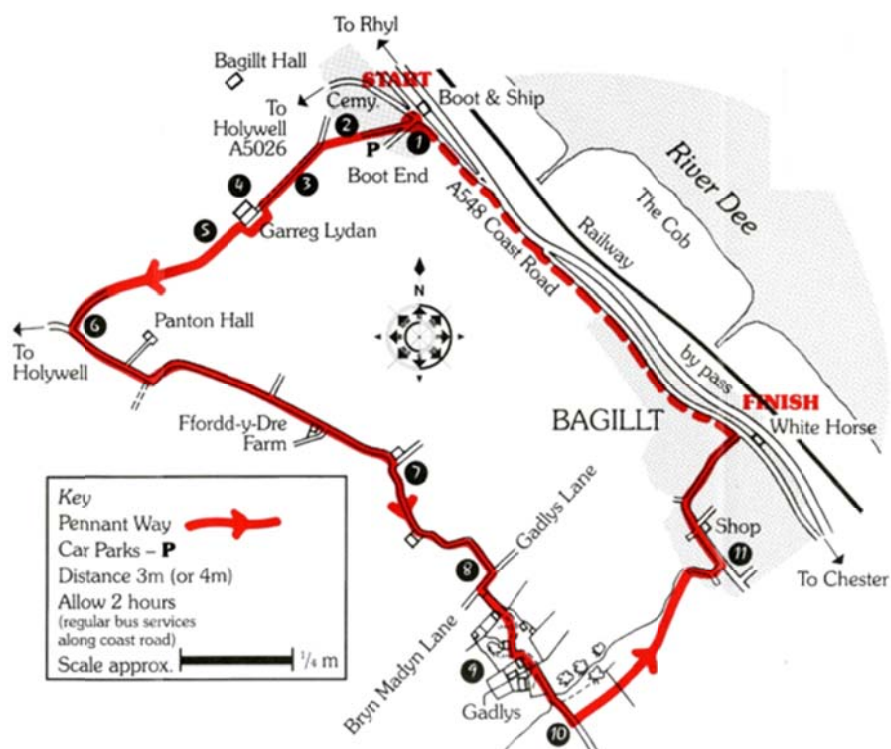 To Rhyl
Bagillt Hall
START
Cemy.
Boot & Ship
To
Holywell
A5026
2
1
P
Boot End
3
4
Garreg Lydan
5
River Dee
The Cob
Railway
A548 Coast Road
N
6
Panton Hall
To
Holywell
by pass
FINISH
White Horse
BAGILLT
Ffordd-y-Dre
Farm
7
Gadlys Lane
Shop
11
To Chester
8
Bryn Madyn Lane
9
Gadlys
10
Key
Pennant Way
Car Parks – P
Distance 3m (or 4m)
Allow 2 hours
(regular bus services
along coast road)
Scale approx. 1/4 m